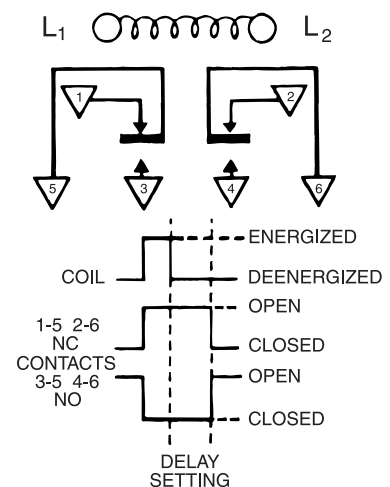 L₁ L₂
1 2
5 3 4 6
ENERGIZED
COIL DEENERGIZED
OPEN
1-5 2-6
NC CLOSED
CONTACTS
3-5 4-6 OPEN
NO
CLOSED
DELAY
SETTING